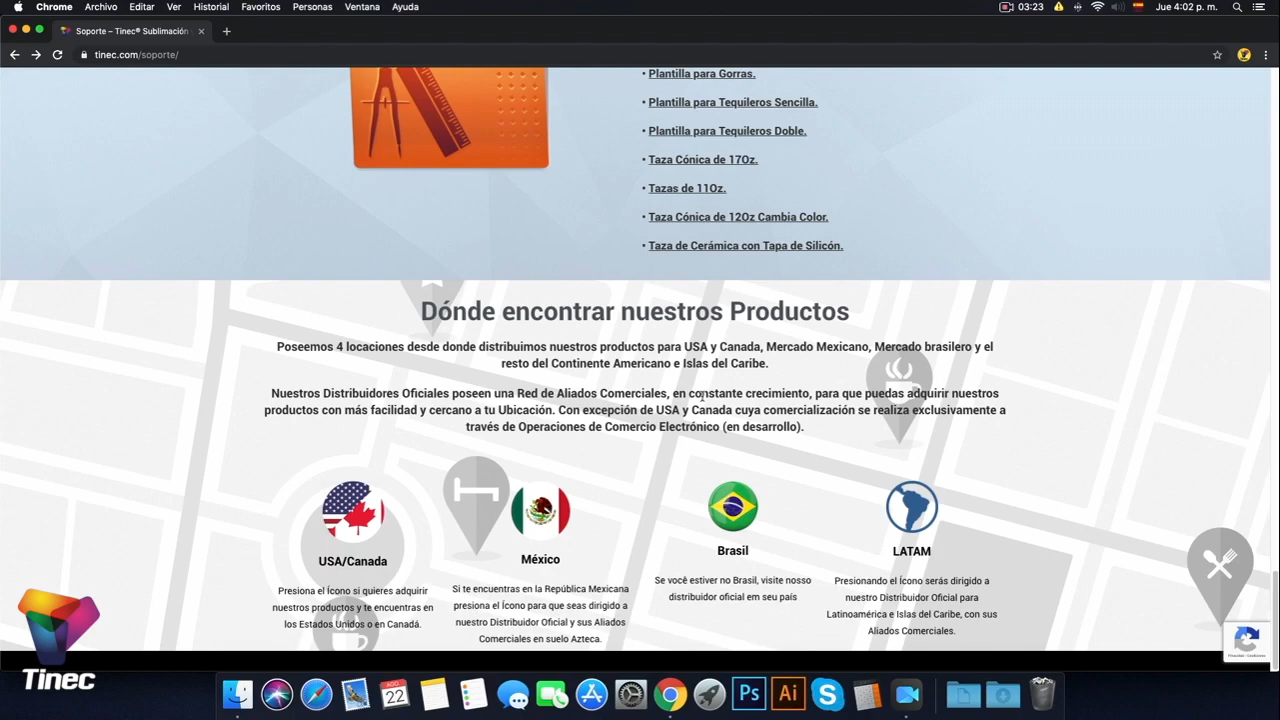 Chrome Archivo Editar Ver Historial Favoritos Personas Ventana Ayuda 03:23 Jue 4:02 p. m.
Soporte – Tinec® Sublimación
tinec.com/soporte/
• Plantilla para Gorras.
• Plantilla para Tequileros Sencilla.
• Plantilla para Tequileros Doble.
• Taza Cónica de 17Oz.
• Tazas de 11Oz.
• Taza Cónica de 12Oz Cambia Color.
• Taza de Cerámica con Tapa de Silicón.
Dónde encontrar nuestros Productos
Poseemos 4 locaciones desde donde distribuimos nuestros productos para USA y Canada, Mercado Mexicano, Mercado brasilero y el
resto del Continente Americano e Islas del Caribe.
Nuestros Distribuidores Oficiales poseen una Red de Aliados Comerciales, en constante crecimiento, para que puedas adquirir nuestros
productos con más facilidad y cercano a tu Ubicación. Con excepción de USA y Canada cuya comercialización se realiza exclusivamente a
través de Operaciones de Comercio Electrónico (en desarrollo).
USA/Canada
Presiona el Ícono si quieres adquirir
nuestros productos y te encuentras en
los Estados Unidos o en Canadá.
México
Si te encuentras en la República Mexicana
presiona el Ícono para que seas dirigido a
nuestro Distribuidor Oficial y sus Aliados
Comerciales en suelo Azteca.
Brasil
Se você estiver no Brasil, visite nosso
distribuidor oficial em seu país
LATAM
Presionando el Ícono serás dirigido a
nuestro Distribuidor Oficial para
Latinoamérica e Islas del Caribe, con sus
Aliados Comerciales.
Privacidad - Condiciones
Tinec
AGO
22
Ps
Ai